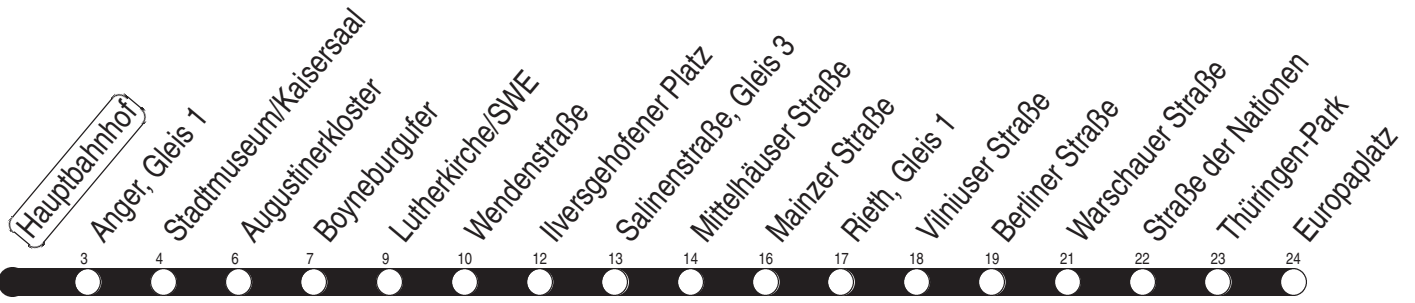 Hauptbahnhof
Anger, Gleis 1
Stadtmuseum/Kaisersaal
Augustinerkloster
Boyneburgufer
Lutherkirche/SWE
Wendenstraße
Ilversgehofener Platz
Salinenstraße, Gleis 3
Mittelhäuser Straße
Mainzer Straße
Rieth, Gleis 1
Vilniuser Straße
Berliner Straße
Warschauer Straße
Straße der Nationen
Thüringen-Park
Europaplatz
3 4 6 7 9 10 12 13 14 16 17 18 19 21 22 23 24